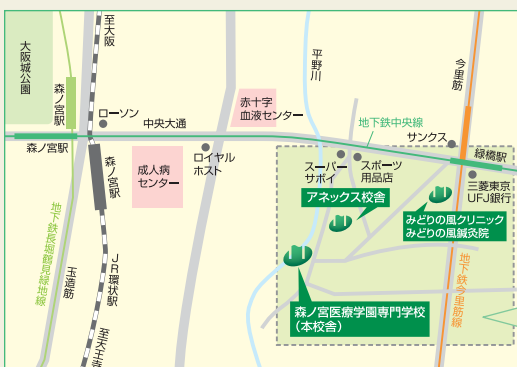 大阪城公園
至大阪
森ノ宮駅
ローソン
中央大通
赤十字
血液センター
平野川
今里筋
地下鉄中央線
サンクス
緑橋駅
森ノ宮駅
森ノ宮駅
成人病
センター
ロイヤル
ホスト
スーパー
サボイ
スポーツ
用品店
三菱東京
UFJ銀行
アネックス校舎
みどりの風クリニック
みどりの風鍼灸院
地下鉄長堀鶴見緑地線
玉造筋
JR環状駅
至天王寺
地下鉄今里筋線
森ノ宮医療学園専門学校
(本校舎)